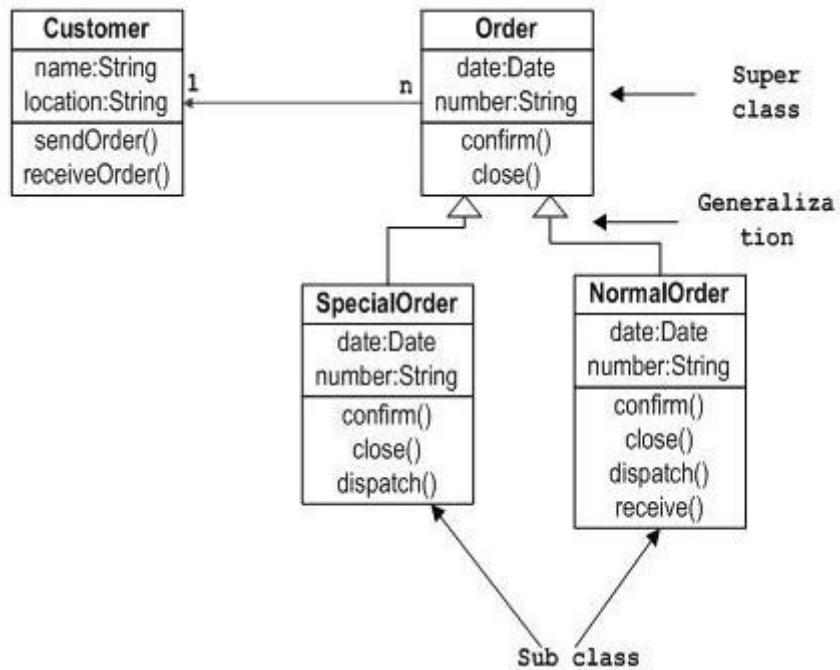 Customer
name:String
location:String
sendOrder()
receiveOrder()
1
n
Order
date:Date
number:String
confirm()
close()
Super
class
Generaliza
tion
SpecialOrder
date:Date
number:String
confirm()
close()
dispatch()
NormalOrder
date:Date
number:String
confirm()
close()
dispatch()
receive()
Sub class